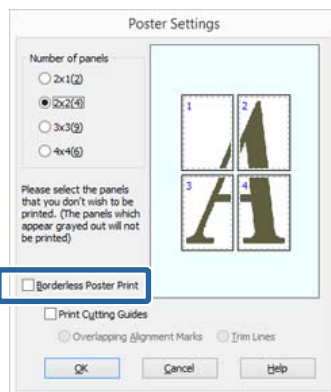 Poster Settings
Number of panels
2x1(2)
2x2(4)
3x3(9)
4x4(6)
1
2
3
4
Please select the panels
that you don't wish to be
printed. (The panels which
appear grayed out will not
be printed)
Borderless Poster Print
Print Cutting Guides
Overlapping Alignment Marks
Trim Lines
OK
Cancel
Help